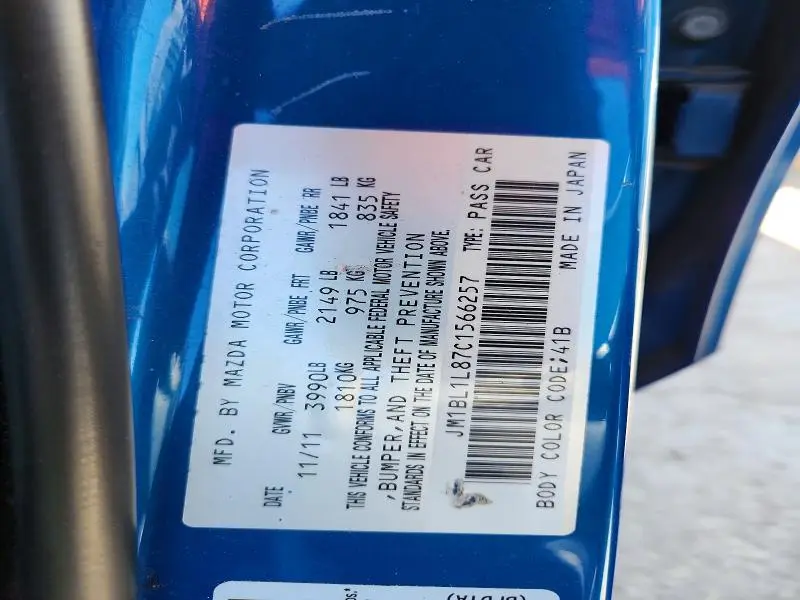 MFD. BY MAZDA MOTOR CORPORATION
DATE GVWR/PNBV GAWR/PNBE FRT GAWR/PNBE RR
11/11 3990LB 2149 LB 1841 LB
1810KG 975 KG 835 KG
THIS VEHICLE CONFORMS TO ALL APPLICABLE FEDERAL MOTOR VEHICLE SAFETY
,BUMPER,AND THEFT PREVENTION
STANDARDS IN EFFECT ON THE DATE OF MANUFACTURE SHOWN ABOVE.
JM1BL1L87C1566257 TYPE: PASS CAR
BODY COLOR CODE:41B MADE IN JAPAN